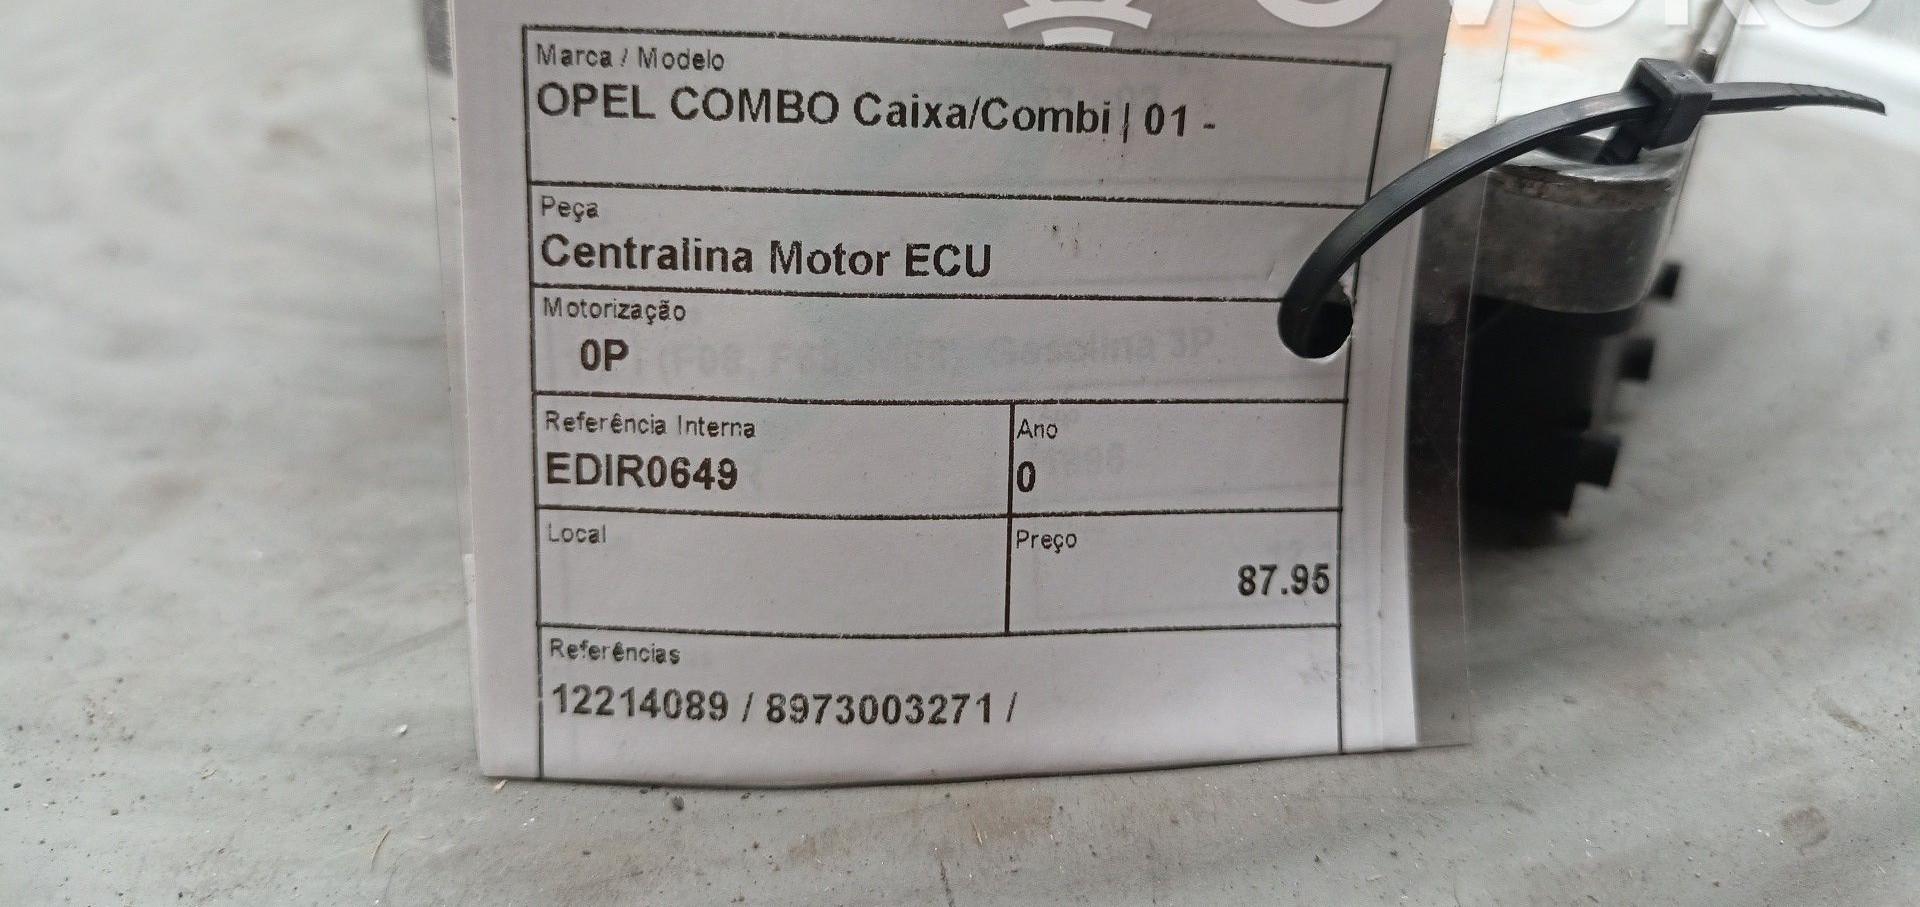 Marca / Modelo
OPEL COMBO Caixa/Combi | 01 -
Peça
Centralina Motor ECU
Motorização
0P
Referência Interna
EDIR0649
Ano
0
Local
Preço
87.95
Referências
12214089 / 8973003271 /